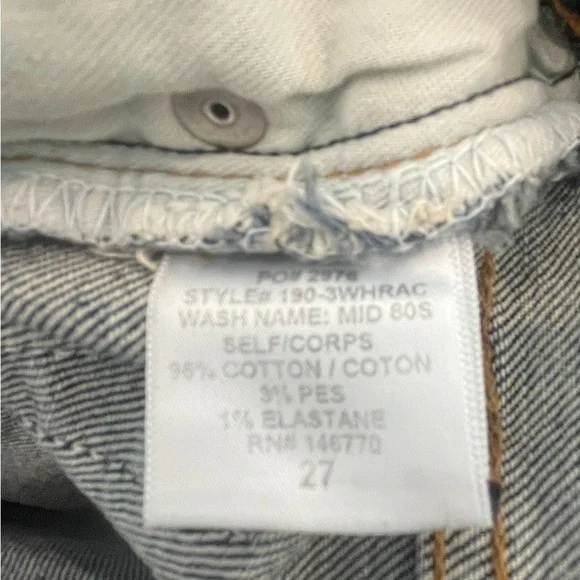 PO# 2976
STYLE# 190-3WHRAC
WASH NAME: MID 80S
SELF/CORPS
96% COTTON / COTON
3% PES
1% ELASTANE
RN# 146770
27